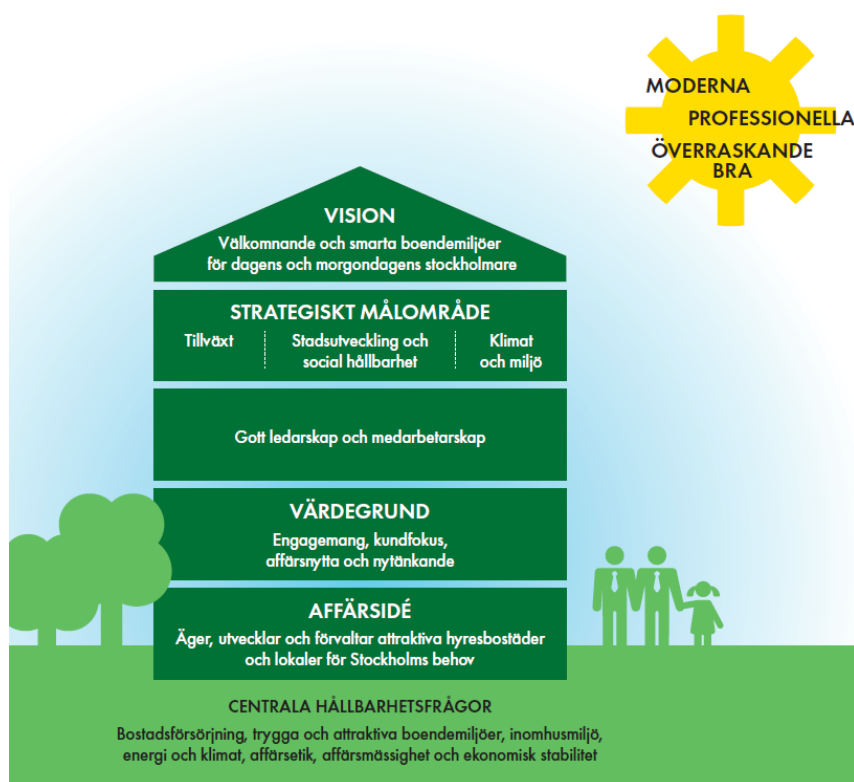 MODERNA
PROFESSIONELLA
ÖVERRASKANDE
BRA
VISION
Välkomnande och smarta boendemiljöer
för dagens och morgondagens stockholmare
STRATEGISKT MÅLOMRÅDE
Tillväxt
Stadsutveckling och
social hållbarhet
Klimat
och miljö
Gott ledarskap och medarbetarskap
VÄRDEGRUND
Engagemang, kundfokus,
affärsnytta och nytänkande
AFFÄRSIDÉ
Äger, utvecklar och förvaltar attraktiva hyresbostäder
och lokaler för Stockholms behov
CENTRALA HÅLLBARHETSFRÅGOR
Bostadsförsörjning, trygga och attraktiva boendemiljöer, inomhusmiljö,
energi och klimat, affärsetik, affärsmässighet och ekonomisk stabilitet